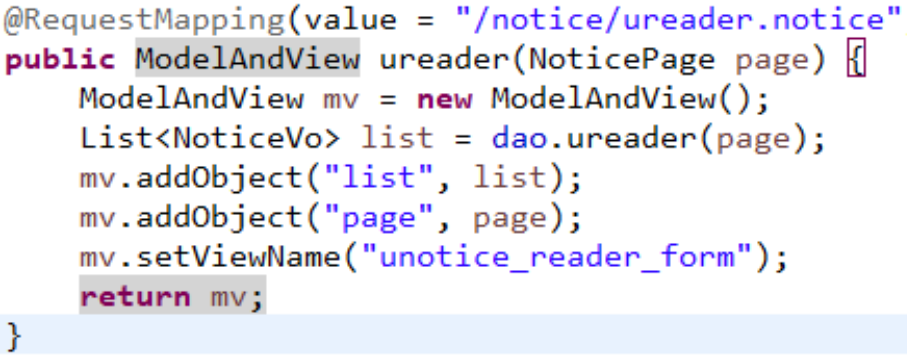 @RequestMapping(value = "/notice/ureader.notice"
public ModelAndView ureader(NoticePage page) {
    ModelAndView mv = new ModelAndView();
    List<NoticeVo> list = dao.ureader(page);
    mv.addObject("list", list);
    mv.addObject("page", page);
    mv.setViewName("unotice_reader_form");
    return mv;
}